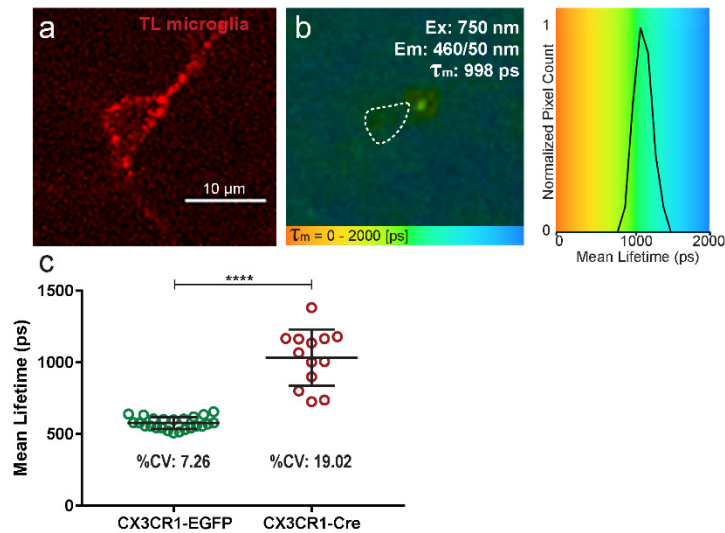 a
TL microglia
10 µm
b
Ex: 750 nm
Em: 460/50 nm
τm: 998 ps
τm = 0 - 2000 [ps]
1
Normalized Pixel Count
0
0
1000
2000
Mean Lifetime (ps)
c
****
1500
1000
500
0
Mean Lifetime (ps)
%CV: 7.26
%CV: 19.02
CX3CR1-EGFP
CX3CR1-Cre